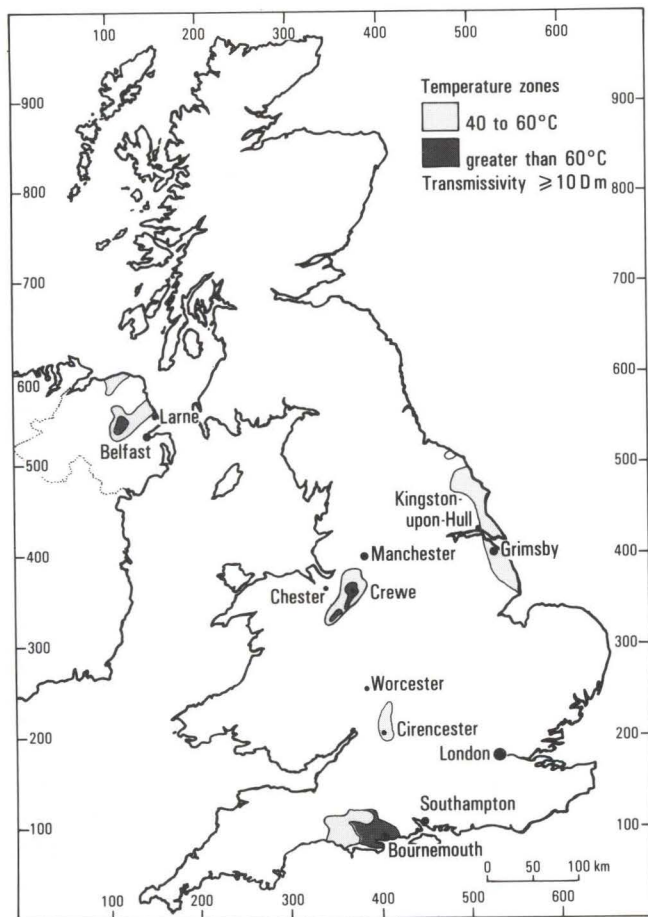 100 200 300 400 500 600
Temperature zones
40 to 60°C
greater than 60°C
Transmissivity ⩾ 10 D m
900 900
800 800
700 700
600 600
Larne
Belfast
500 500
Kingston-
upon-Hull
Grimsby
400 Manchester 400
Chester Crewe
300 300
Worcester
Cirencester
200 London 200
Southampton
100 100
Bournemouth
0 50 100 km
100 200 300 400 500 600